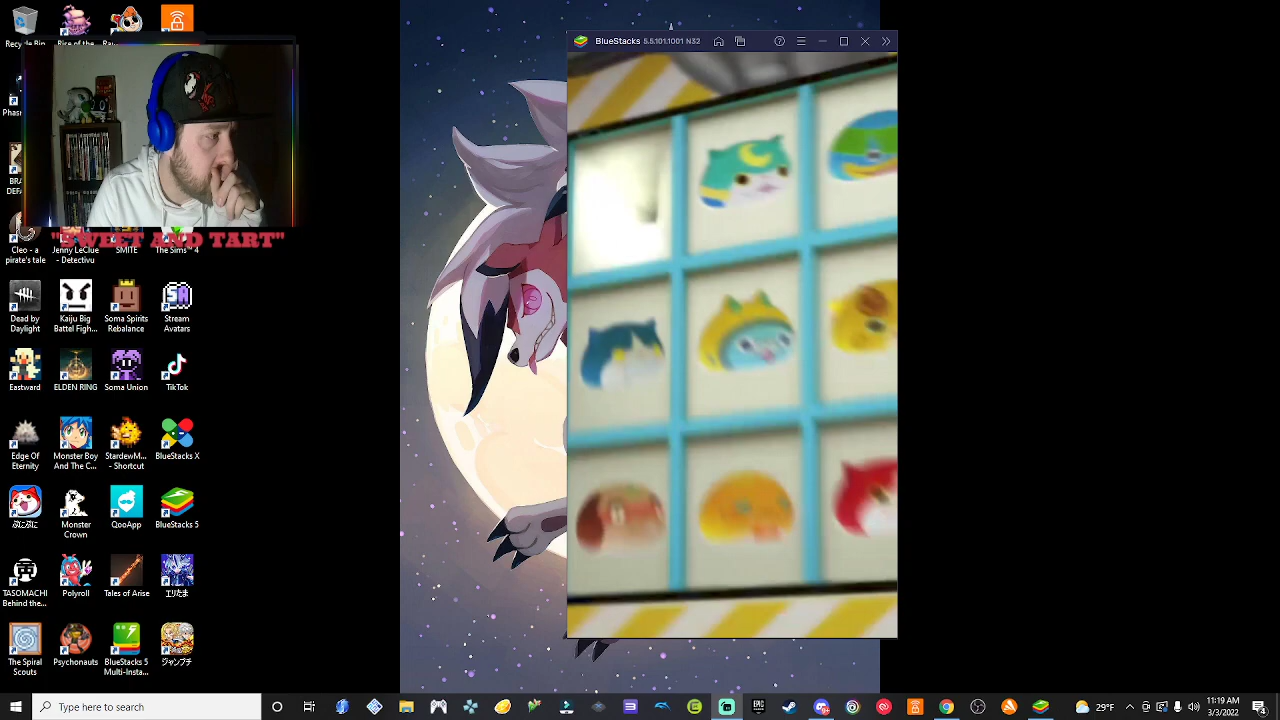 Recycle Bin
BlueStacks 5.5.101.1001 N32
"SWEET AND TART"
Cleo - a pirate's tale
Jenny LeClue - Detectivu
SMITE
The Sims™ 4
Dead by Daylight
Kaiju Big Battel Figh...
Soma Spirits Rebalance
Stream Avatars
Eastward
ELDEN RING
Soma Union
TikTok
Edge Of Eternity
Monster Boy And The C...
StardewM... - Shortcut
BlueStacks X
ぷにぷに
Monster Crown
QooApp
BlueStacks 5
TASOMACHI Behind the...
Polyroll
Tales of Arise
The Spiral Scouts
Psychonauts
BlueStacks 5 Multi-Insta...
ジャンプチ
Type here to search
29°F
11:19 AM
3/3/2022